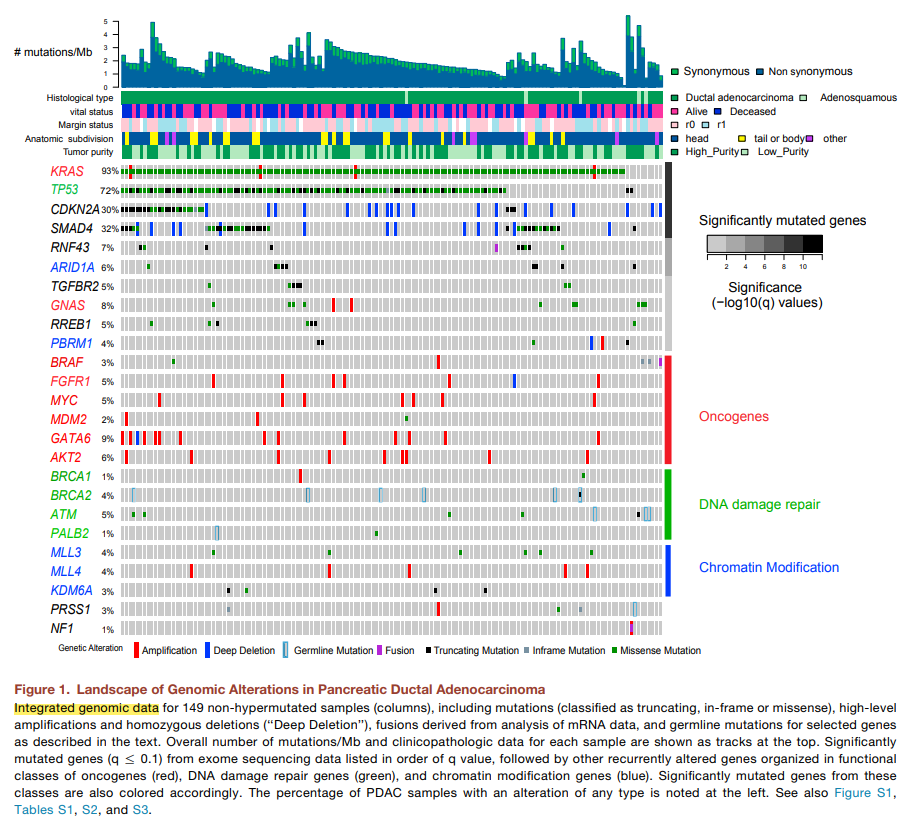 5
4
3
2
1
0
# mutations/Mb
Synonymous Non synonymous
Histological type
Ductal adenocarcinoma Adenosquamous
vital status
Alive Deceased
Margin status
r0 r1
Anatomic subdivision
head tail or body other
Tumor purity
High_Purity Low_Purity
KRAS 93%
TP53 72%
CDKN2A 30%
SMAD4 32%
RNF43 7%
ARID1A 6%
TGFBR2 5%
GNAS 8%
RREB1 5%
PBRM1 4%
Significantly mutated genes
2 4 6 8 10
Significance
(−log10(q) values)
BRAF 3%
FGFR1 5%
MYC 5%
MDM2 2%
GATA6 9%
AKT2 6%
Oncogenes
BRCA1 1%
BRCA2 4%
ATM 5%
PALB2 1%
DNA damage repair
MLL3 4%
MLL4 4%
KDM6A 3%
Chromatin Modification
PRSS1 3%
NF1 1%
Genetic Alteration Amplification Deep Deletion Germline Mutation Fusion Truncating Mutation Inframe Mutation Missense Mutation
Figure 1. Landscape of Genomic Alterations in Pancreatic Ductal Adenocarcinoma
Integrated genomic data for 149 non-hypermutated samples (columns), including mutations (classified as truncating, in-frame or missense), high-level
amplifications and homozygous deletions (“Deep Deletion”), fusions derived from analysis of mRNA data, and germline mutations for selected genes
as described in the text. Overall number of mutations/Mb and clinicopathologic data for each sample are shown as tracks at the top. Significantly
mutated genes (q ≤ 0.1) from exome sequencing data listed in order of q value, followed by other recurrently altered genes organized in functional
classes of oncogenes (red), DNA damage repair genes (green), and chromatin modification genes (blue). Significantly mutated genes from these
classes are also colored accordingly. The percentage of PDAC samples with an alteration of any type is noted at the left. See also Figure S1,
Tables S1, S2, and S3.